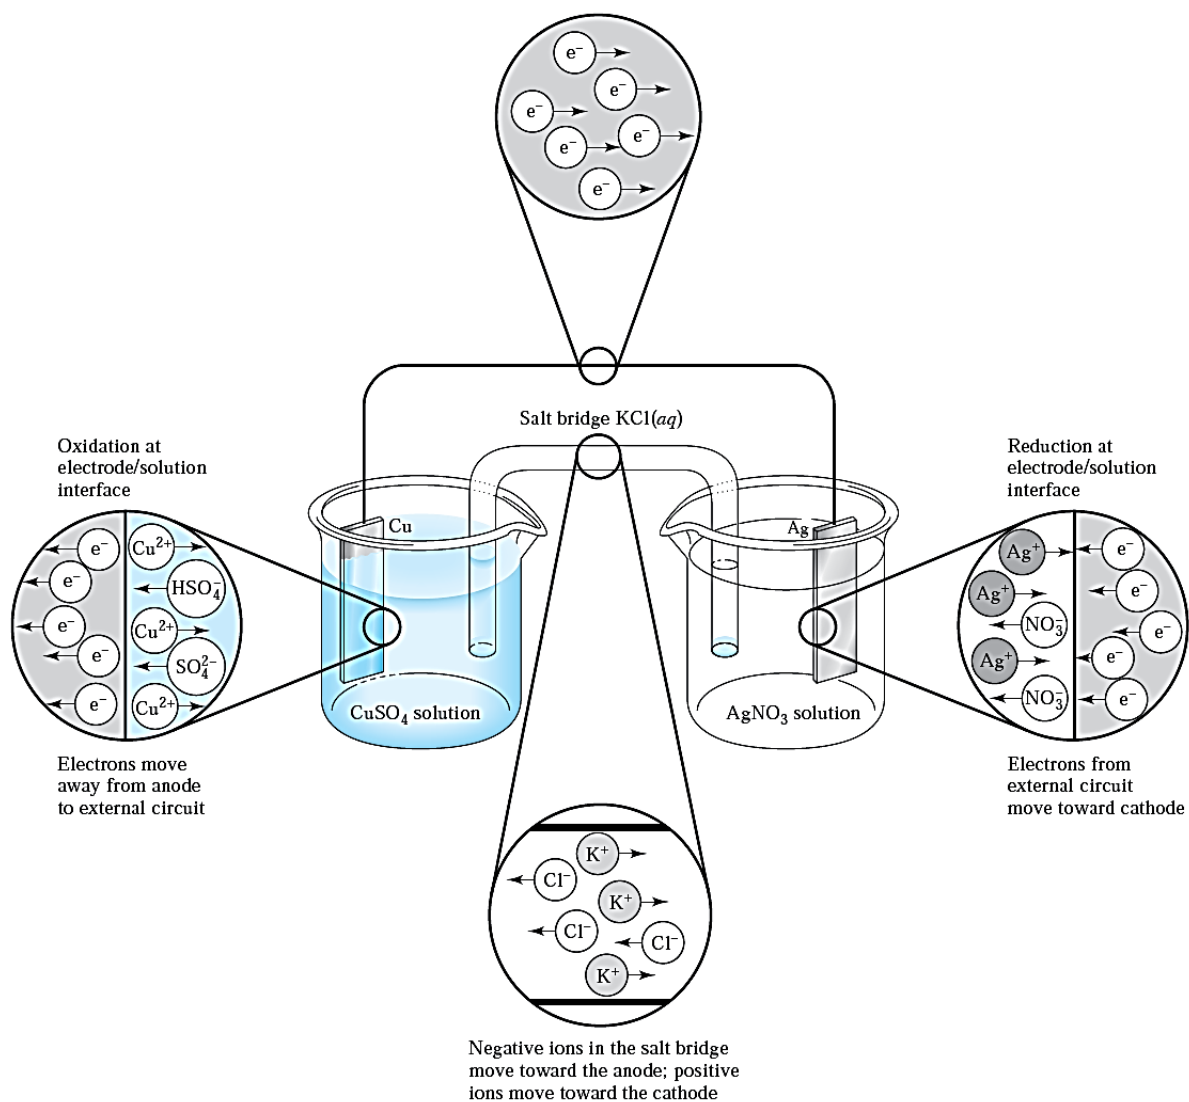 e⁻
e⁻
e⁻
e⁻
e⁻
e⁻
Salt bridge KCl(aq)
Oxidation at
electrode/solution
interface
Reduction at
electrode/solution
interface
Cu
Ag
e⁻ Cu²⁺
e⁻ HSO₄⁻
e⁻ Cu²⁺
e⁻ SO₄²⁻
e⁻ Cu²⁺
Ag⁺ e⁻
Ag⁺ e⁻
NO₃⁻ e⁻
Ag⁺ e⁻
NO₃⁻ e⁻
CuSO₄ solution
AgNO₃ solution
Electrons move
away from anode
to external circuit
Electrons from
external circuit
move toward cathode
K⁺
Cl⁻
K⁺
Cl⁻
Cl⁻
K⁺
Negative ions in the salt bridge
move toward the anode; positive
ions move toward the cathode